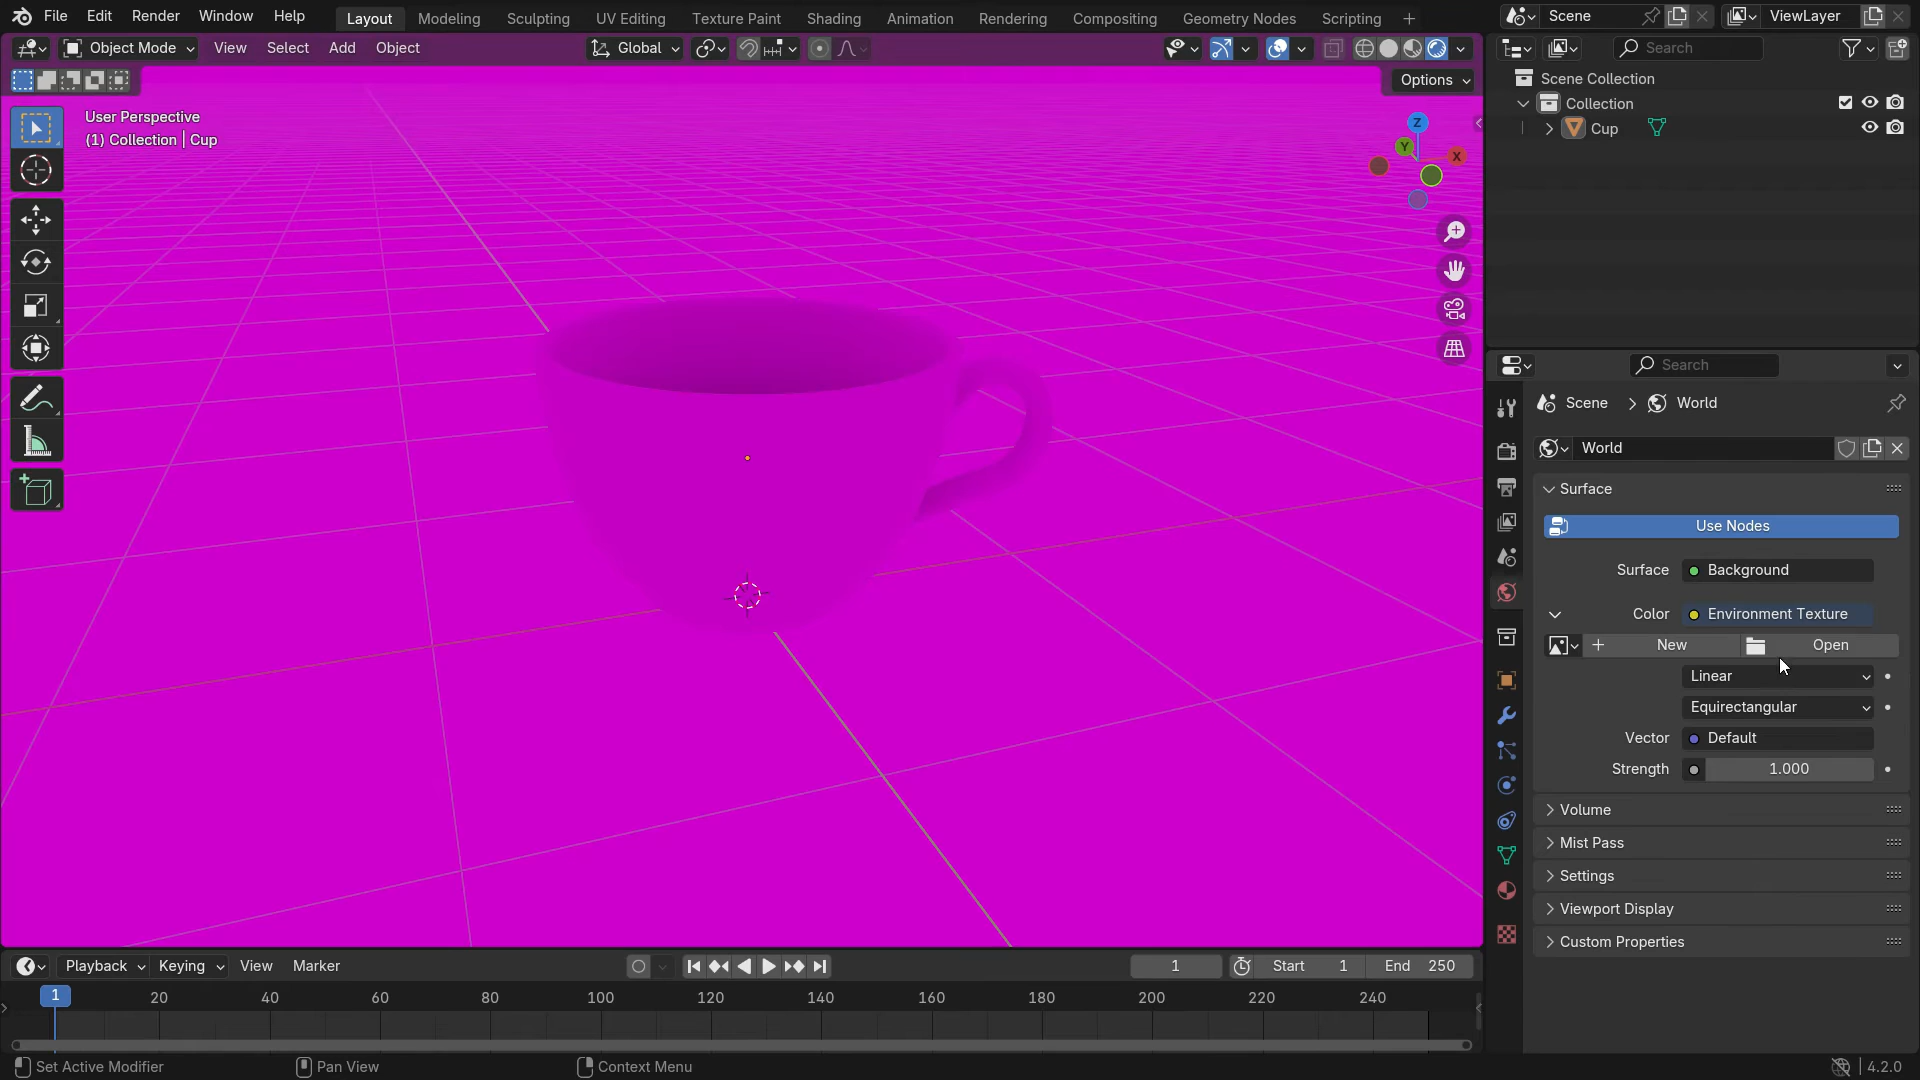 File Edit Render Window Help Layout Modeling Sculpting UV Editing Texture Paint Shading Animation Rendering Compositing Geometry Nodes Scripting Scene ViewLayer
Object Mode View Select Add Object Global Search
Options
Scene Collection
Collection
Cup
User Perspective
(1) Collection | Cup
Z
Y
X
Search
Scene World
World
Surface
Use Nodes
Surface Background
Color Environment Texture
New Open
Linear
Equirectangular
Vector Default
Strength 1.000
Volume
Mist Pass
Settings
Viewport Display
Custom Properties
Playback Keying View Marker 1 Start 1 End 250
1 20 40 60 80 100 120 140 160 180 200 220 240
Set Active Modifier Pan View Context Menu 4.2.0